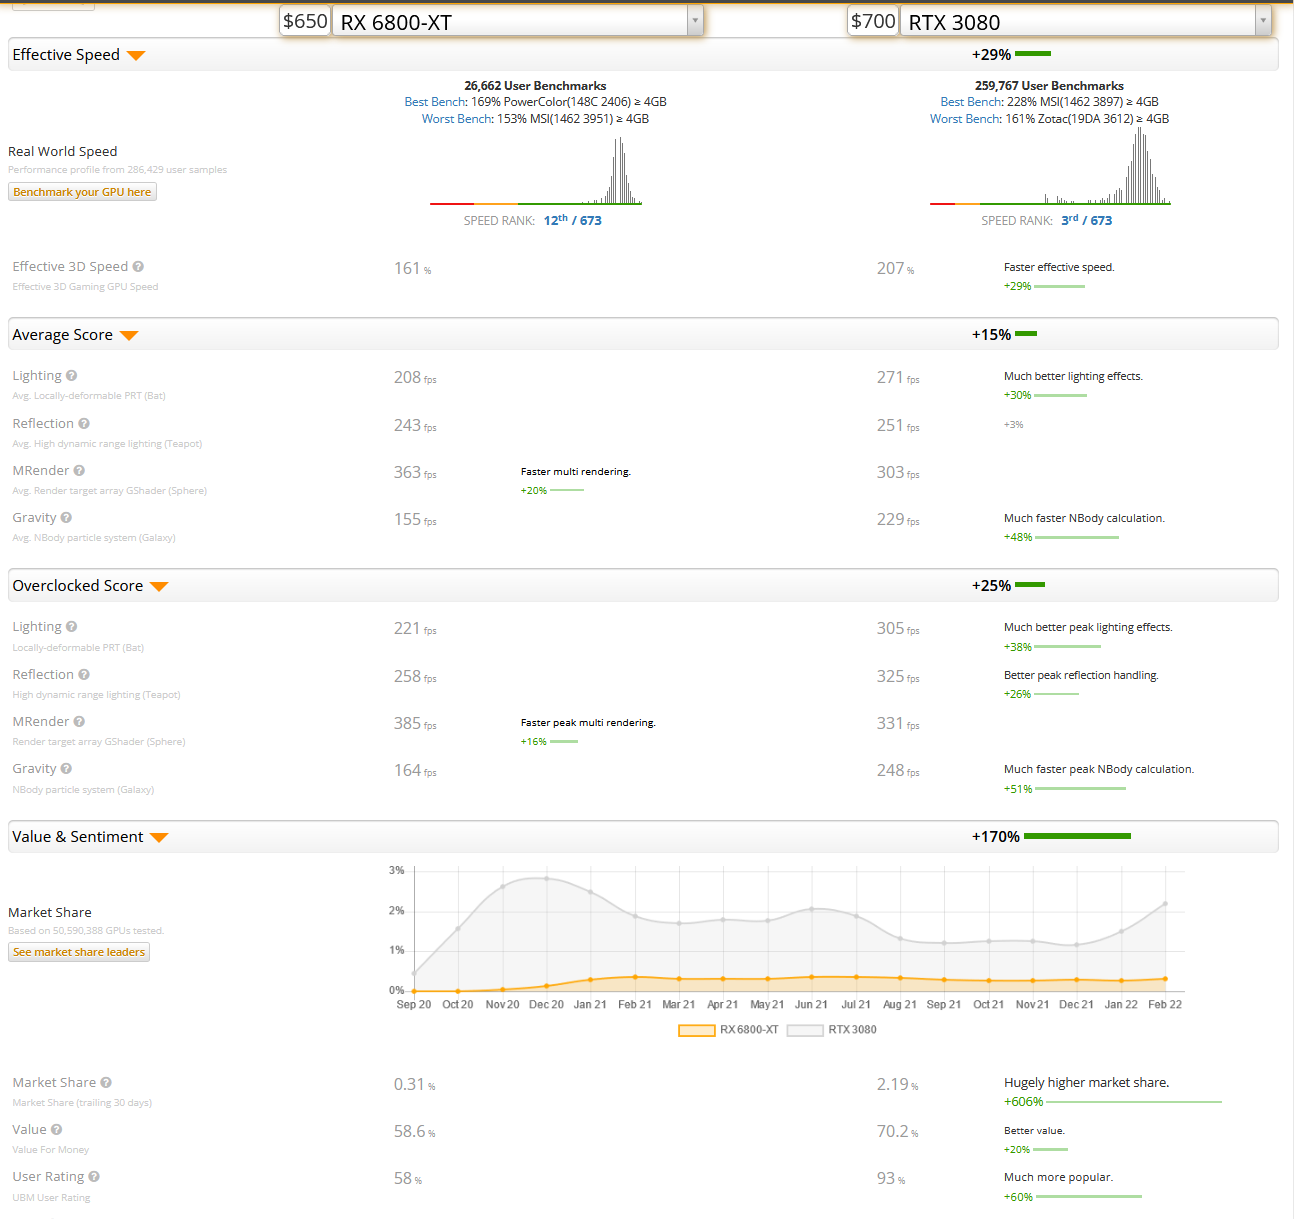 $650 RX 6800-XT $700 RTX 3080
Effective Speed +29%
26,662 User Benchmarks 259,767 User Benchmarks
Best Bench: 169% PowerColor(148C 2406) ≥ 4GB Best Bench: 228% MSI(1462 3897) ≥ 4GB
Worst Bench: 153% MSI(1462 3951) ≥ 4GB Worst Bench: 161% Zotac(19DA 3612) ≥ 4GB
Real World Speed
Performance profile from 286,429 user samples
Benchmark your GPU here
SPEED RANK: 12th / 673 SPEED RANK: 3rd / 673
Effective 3D Speed ? 161 % 207 % Faster effective speed.
Effective 3D Gaming GPU Speed +29%
Average Score +15%
Lighting ? 208 fps 271 fps Much better lighting effects.
Avg. Locally-deformable PRT (Bat) +30%
Reflection ? 243 fps 251 fps +3%
Avg. High dynamic range lighting (Teapot)
MRender ? 363 fps Faster multi rendering. 303 fps
Avg. Render target array GShader (Sphere) +20%
Gravity ? 155 fps 229 fps Much faster NBody calculation.
Avg. NBody particle system (Galaxy) +48%
Overclocked Score +25%
Lighting ? 221 fps 305 fps Much better peak lighting effects.
Locally-deformable PRT (Bat) +38%
Reflection ? 258 fps 325 fps Better peak reflection handling.
High dynamic range lighting (Teapot) +26%
MRender ? 385 fps Faster peak multi rendering. 331 fps
Render target array GShader (Sphere) +16%
Gravity ? 164 fps 248 fps Much faster peak NBody calculation.
NBody particle system (Galaxy) +51%
Value & Sentiment +170%
3%
2%
1%
0%
Market Share
Based on 50,590,388 GPUs tested.
See market share leaders
Sep 20 Oct 20 Nov 20 Dec 20 Jan 21 Feb 21 Mar 21 Apr 21 May 21 Jun 21 Jul 21 Aug 21 Sep 21 Oct 21 Nov 21 Dec 21 Jan 22 Feb 22
RX 6800-XT RTX 3080
Market Share ? 0.31 % 2.19 % Hugely higher market share.
Market Share (trailing 30 days) +606%
Value ? 58.6 % 70.2 % Better value.
Value For Money +20%
User Rating ? 58 % 93 % Much more popular.
UBM User Rating +60%